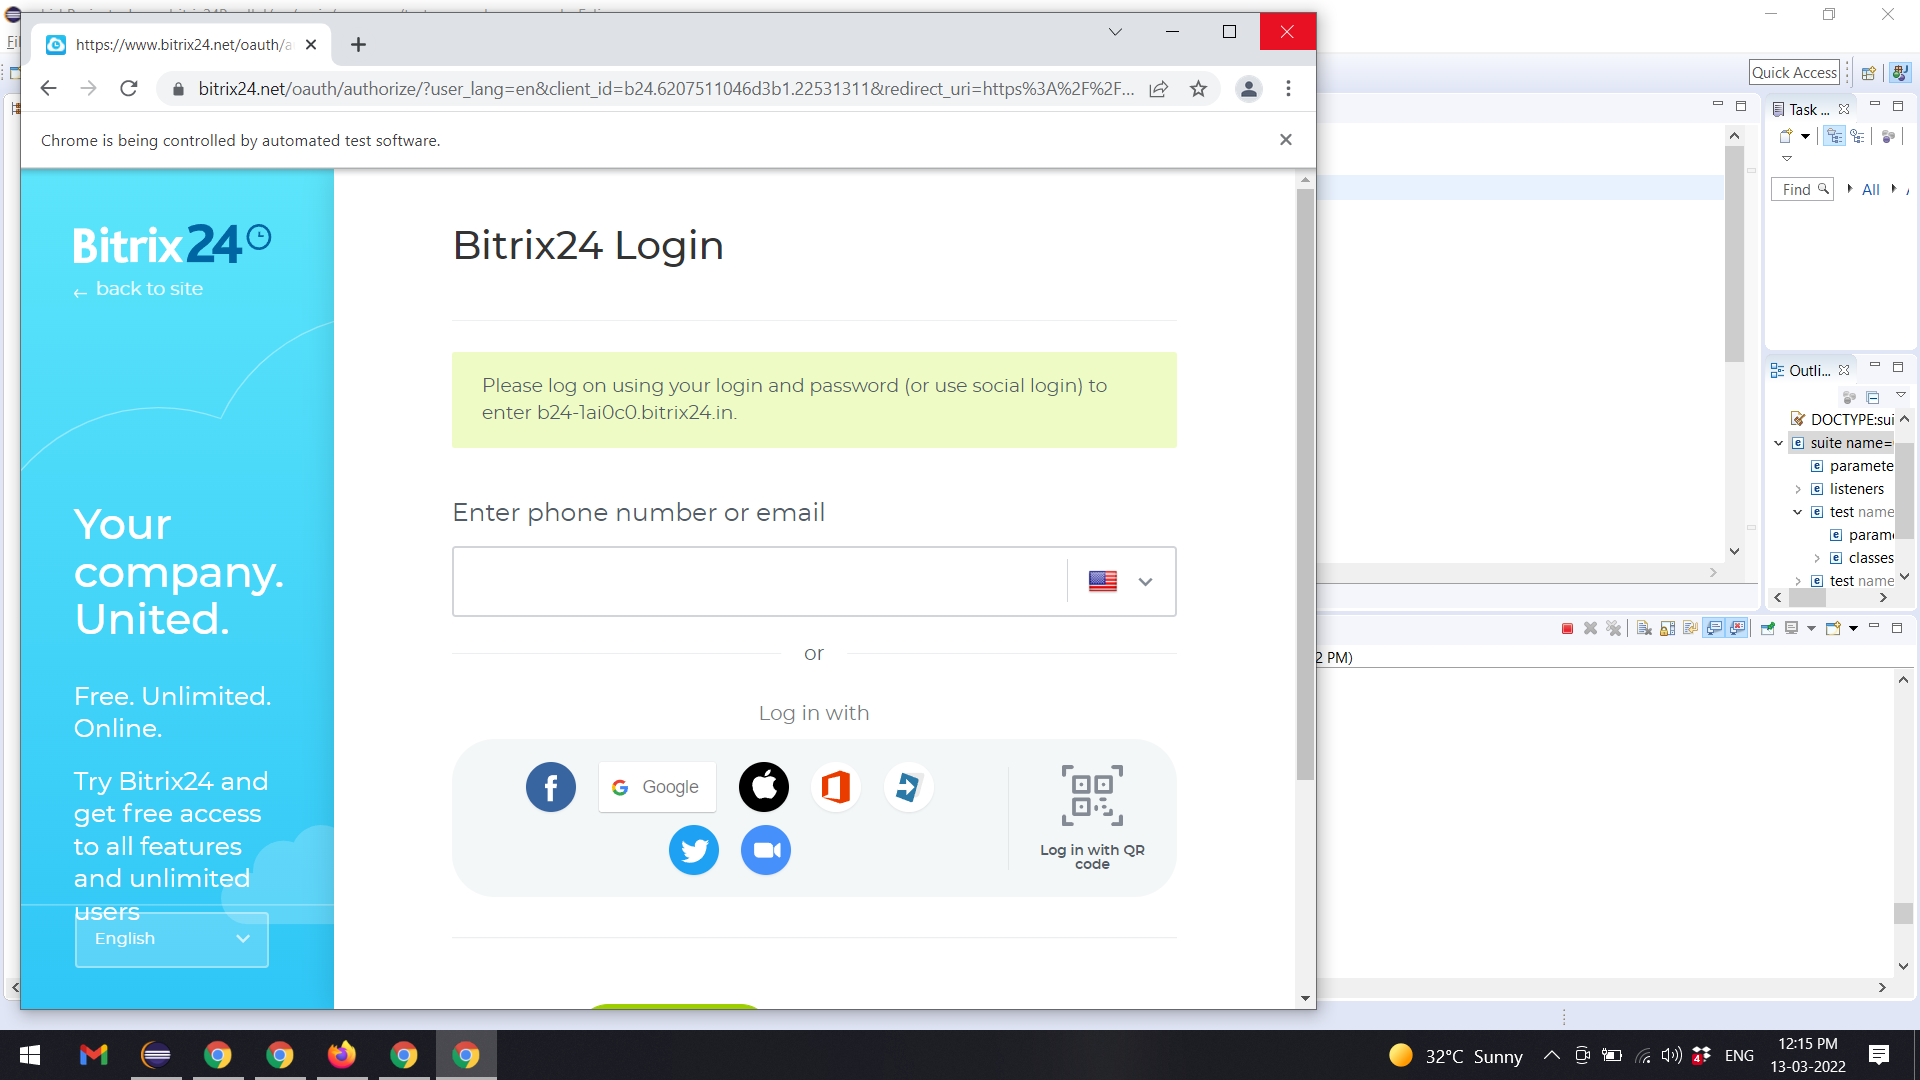 https://www.bitrix24.net/oauth/a
bitrix24.net/oauth/authorize/?user_lang=en&client_id=b24.6207511046d3b1.22531311&redirect_uri=https%3A%2F%2F...
Chrome is being controlled by automated test software.
Bitrix24
← back to site
Your
company.
United.
Free. Unlimited.
Online.
Try Bitrix24 and
get free access
to all features
and unlimited
users
English
Bitrix24 Login
Please log on using your login and password (or use social login) to
enter b24-1ai0c0.bitrix24.in.
Enter phone number or email
or
Log in with
Google
Log in with QR
code
Quick Access
Task ...
Find
All
Outli...
DOCTYPE:sui
suite name=
paramete
listeners
test name
param
classes
test name
2 PM)
32°C Sunny
4
ENG
12:15 PM
13-03-2022